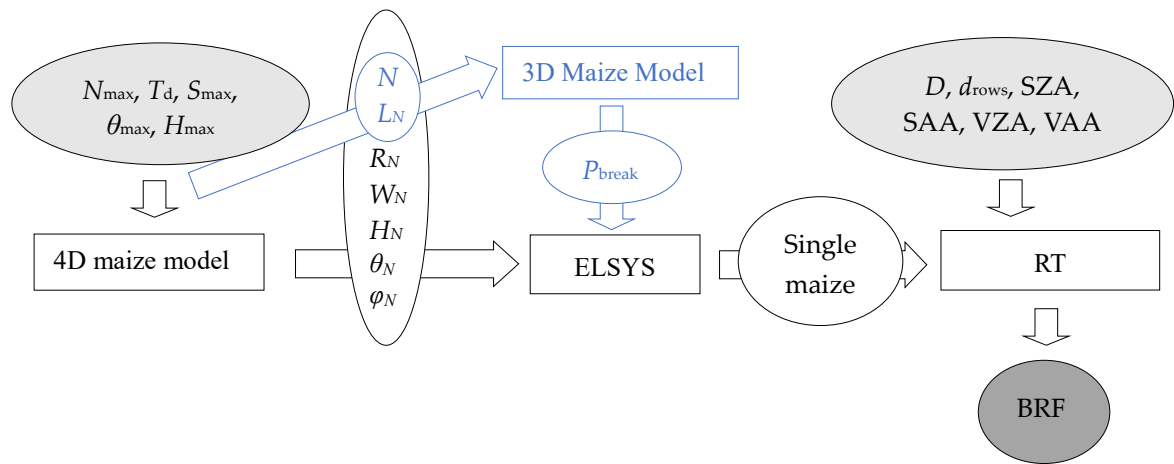 Nmax, Td, Smax,
θmax, Hmax
4D maize model
N
LN
RN
WN
HN
θN
φN
3D Maize Model
Pbreak
ELSYS
Single
maize
D, drows, SZA,
SAA, VZA, VAA
RT
BRF